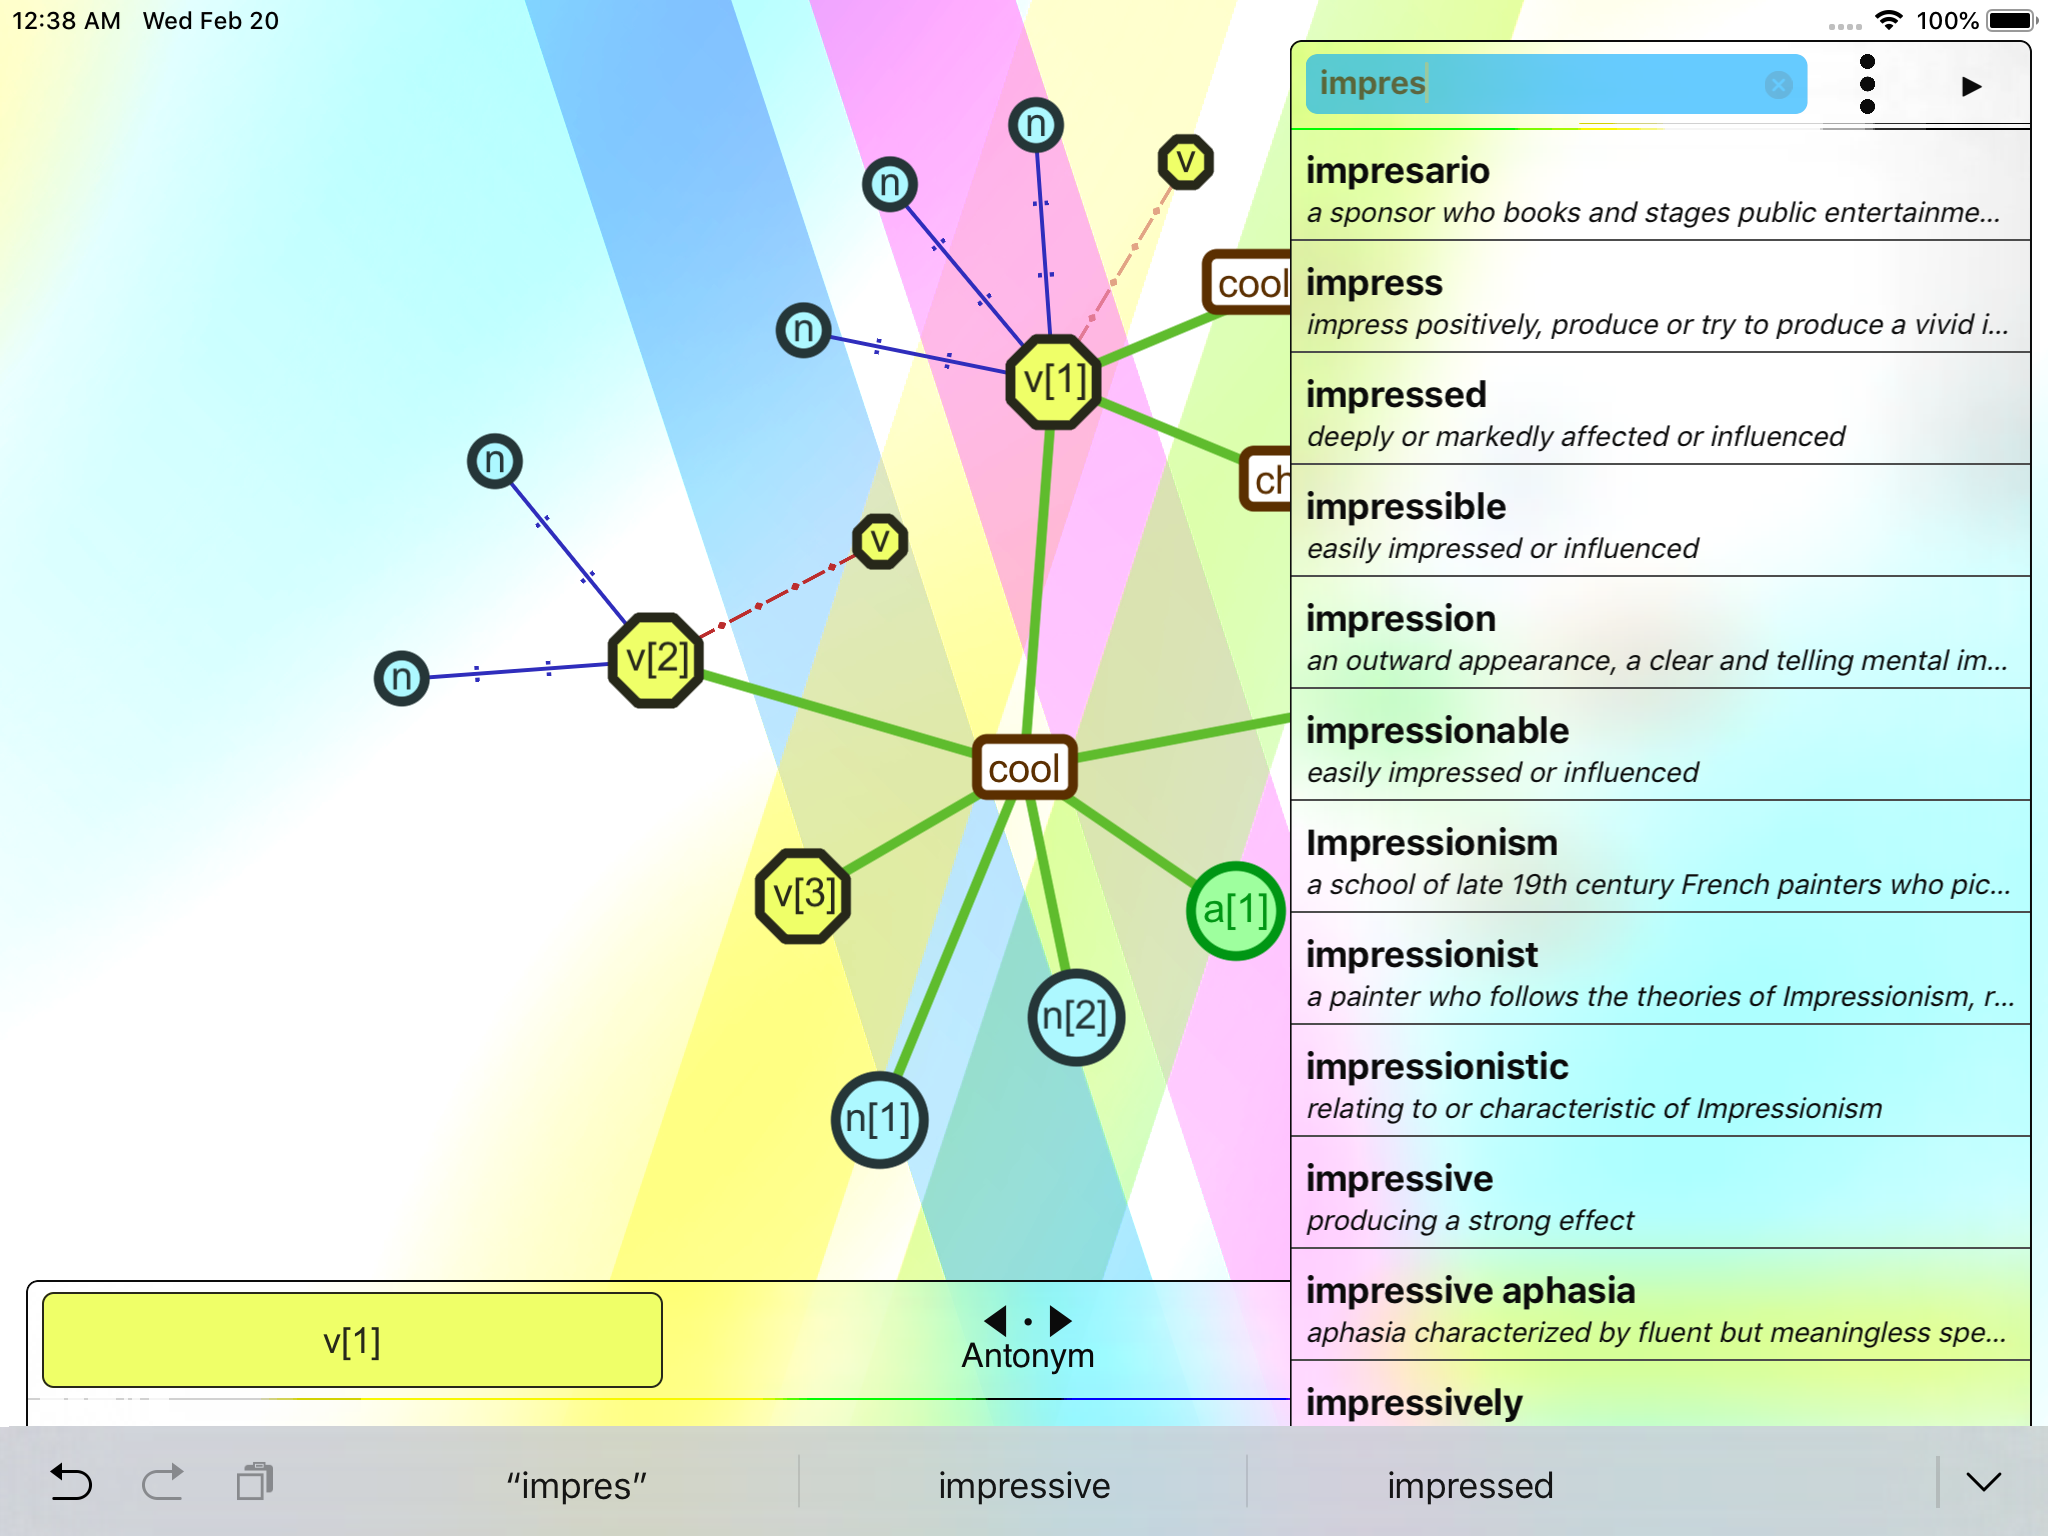 12:38 AM Wed Feb 20
100%
impres
impresario
a sponsor who books and stages public entertainme...
impress
impress positively, produce or try to produce a vivid i...
impressed
deeply or markedly affected or influenced
impressible
easily impressed or influenced
impression
an outward appearance, a clear and telling mental im...
impressionable
easily impressed or influenced
Impressionism
a school of late 19th century French painters who pic...
impressionist
a painter who follows the theories of Impressionism, r...
impressionistic
relating to or characteristic of Impressionism
impressive
producing a strong effect
impressive aphasia
aphasia characterized by fluent but meaningless spe...
impressively
n
n
v
n
cool
v[1]
ch
n
v
v[2]
n
cool
v[3]
a[1]
n[2]
n[1]
v[1]
Antonym
“impres”
impressive
impressed